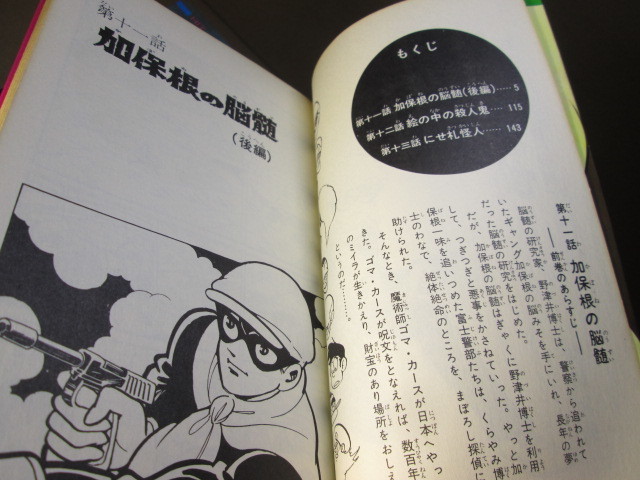 第十一話
加保根の脳髄
(後編)
もくじ
第十一話 加保根の脳髄(後編)……5
第十二話 絵の中の殺人鬼……115
第十三話 にせ札怪人……143
第十一話 加保根の脳髄
――前巻のあらすじ――
脳髄の研究家、野津井博士は、警察から追われて
いたギャング加保根の脳みそを手にいれ、長年の夢
だった脳髄の研究をはじめた。
だが、加保根の脳髄はぎゃくに野津井博士を利用
して、つぎつぎと悪事をかさねていった。やっと加
保根一味を追いつめた富士警部たちは、くらやみ博
士のわなで、絶体絶命のところを、まぼろし探偵に
助けられた。
そんなとき、魔術師ゴマ・カースが日本へやっ
きた。ゴマ・カースが呪文をとなえれば、数百年
のミイラが生きかえり、財宝のあり場所をおしえ
というのだ………。